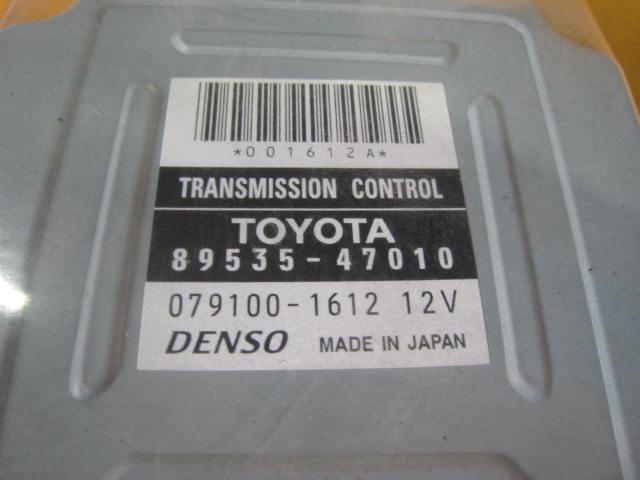 *001612A*
TRANSMISSION CONTROL
TOYOTA
89535-47010
079100-1612 12V
DENSO MADE IN JAPAN